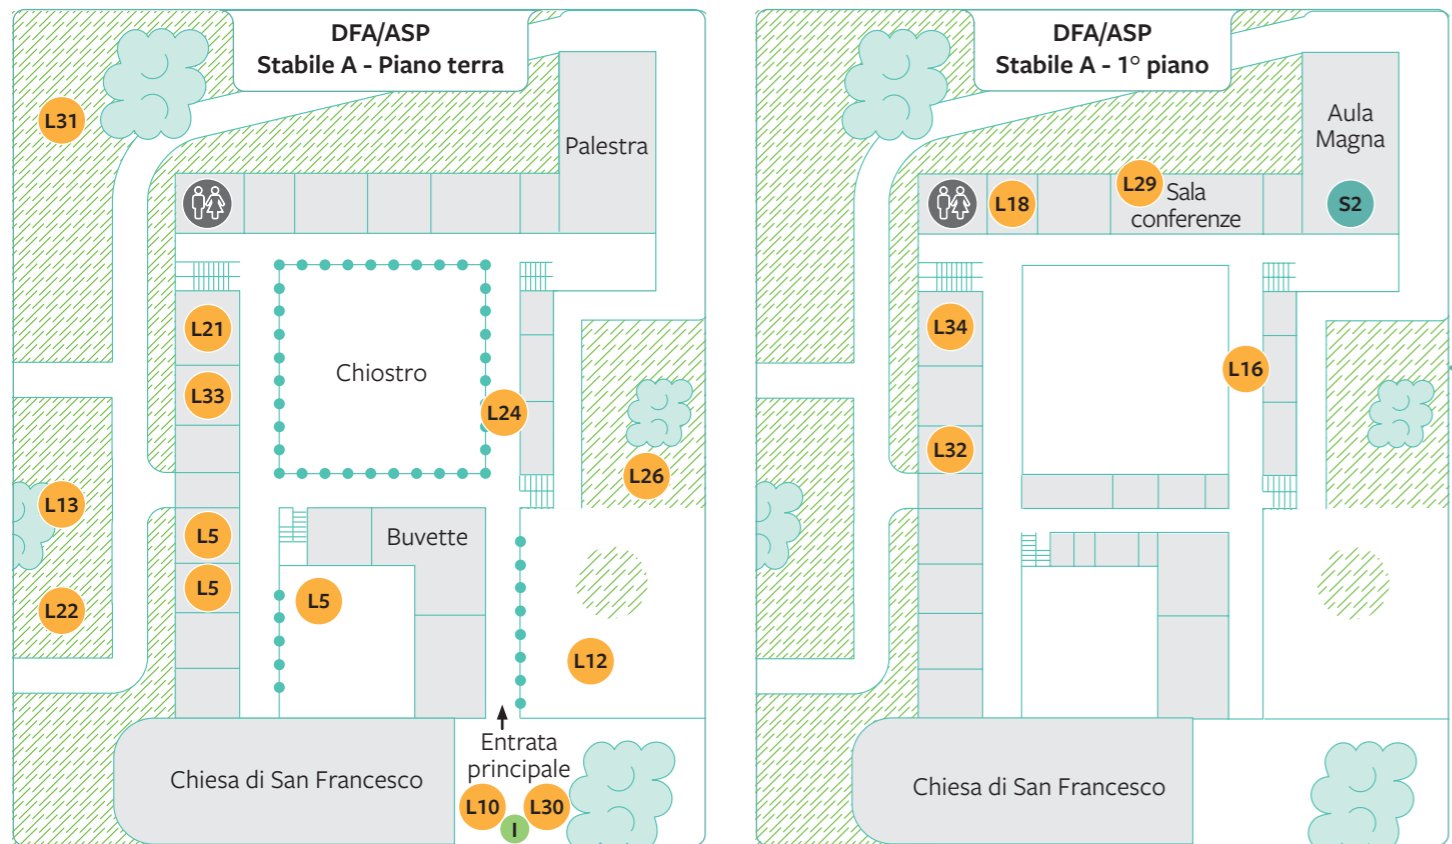 DFA/ASP
Stabile A - Piano terra
L31
Palestra
L21
Chiostro
L33
L24
L26
L13
L5
Buvette
L5
L5
L22
L12
Entrata
principale
Chiesa di San Francesco
L10
L30
I
DFA/ASP
Stabile A - 1° piano
Aula
Magna
L18
L29
Sala
conferenze
S2
L34
L16
L32
Chiesa di San Francesco